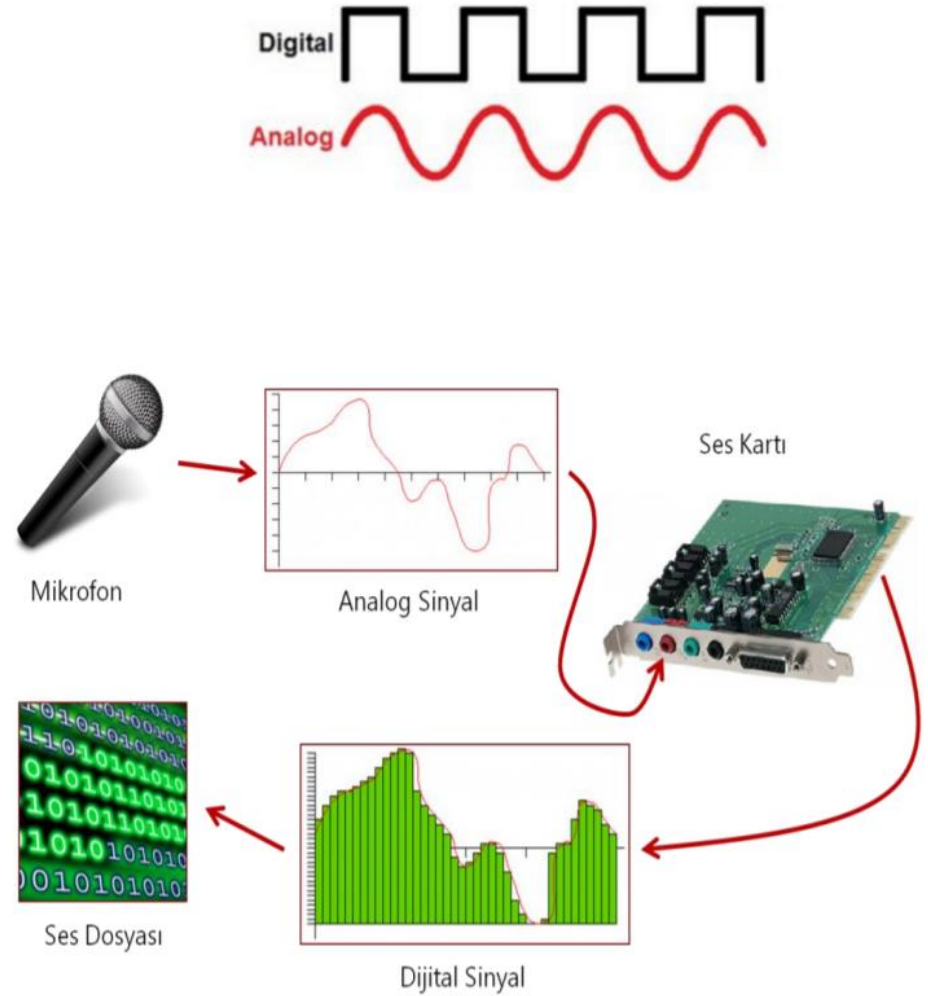 Digital
Analog
Ses Kartı
Mikrofon
Analog Sinyal
Ses Dosyası
Dijital Sinyal